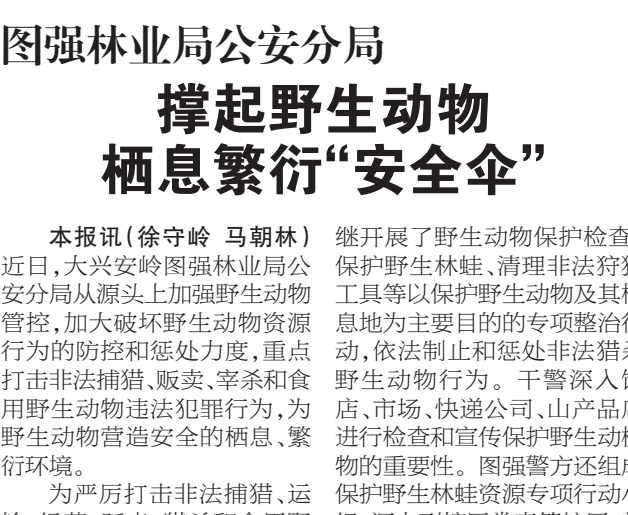 图强林业局公安分局
撑起野生动物
栖息繁衍“安全伞”
本报讯(徐守岭 马朝林)
近日,大兴安岭图强林业局公
安分局从源头上加强野生动物
管控,加大破坏野生动物资源
行为的防控和惩处力度,重点
打击非法捕猎、贩卖、宰杀和食
用野生动物违法犯罪行为,为
野生动物营造安全的栖息、繁
衍环境。
为严厉打击非法捕猎、运
继开展了野生动物保护检查
保护野生林蛙、清理非法狩猎
工具等以保护野生动物及其栖
息地为主要目的的专项整治行
动,依法制止和惩处非法猎杀
野生动物行为。干警深入饭
店、市场、快递公司、山产品店
进行检查和宣传保护野生动植
物的重要性。图强警方还组成
保护野生林蛙资源专项行动小